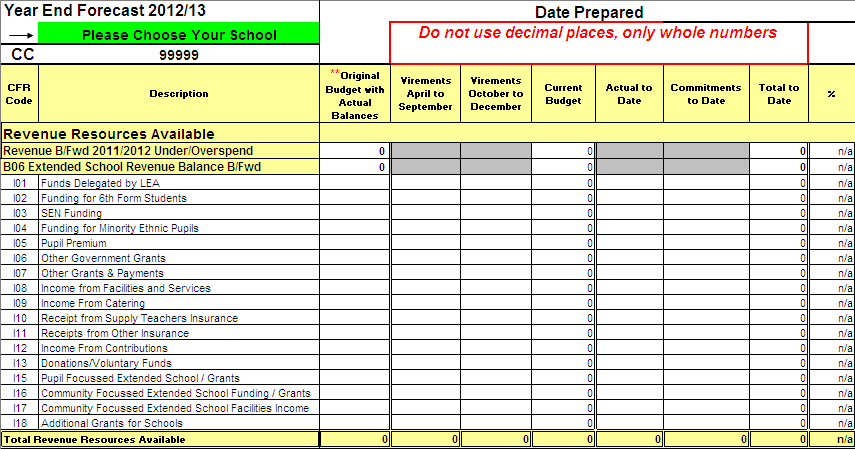 Year End Forecast 2012/13 Date Prepared
Please Choose Your School Do not use decimal places, only whole numbers
CC 99999
CFR Code Description **Original Budget with Actual Balances Virements April to September Virements October to December Current Budget Actual to Date Commitments to Date Total to Date %
Revenue Resources Available
Revenue B/Fwd 2011/2012 Under/Overspend 0 0 0 n/a
B06 Extended School Revenue Balance B/Fwd 0 0 0 n/a
I01 Funds Delegated by LEA 0 0 n/a
I02 Funding for 6th Form Students 0 0 n/a
I03 SEN Funding 0 0 n/a
I04 Funding for Minority Ethnic Pupils 0 0 n/a
I05 Pupil Premium 0 0 n/a
I06 Other Government Grants 0 0 n/a
I07 Other Grants & Payments 0 0 n/a
I08 Income from Facilities and Services 0 0 n/a
I09 Income From Catering 0 0 n/a
I10 Receipt from Supply Teachers Insurance 0 0 n/a
I11 Receipts from Other Insurance 0 0 n/a
I12 Income From Contributions 0 0 n/a
I13 Donations/Voluntary Funds 0 0 n/a
I15 Pupil Focussed Extended School / Grants 0 0 n/a
I16 Community Focussed Extended School Funding / Grants 0 0 n/a
I17 Community Focussed Extended School Facilities Income 0 0 n/a
I18 Additional Grants for Schools 0 0 n/a
Total Revenue Resources Available 0 0 0 0 0 0 0 n/a